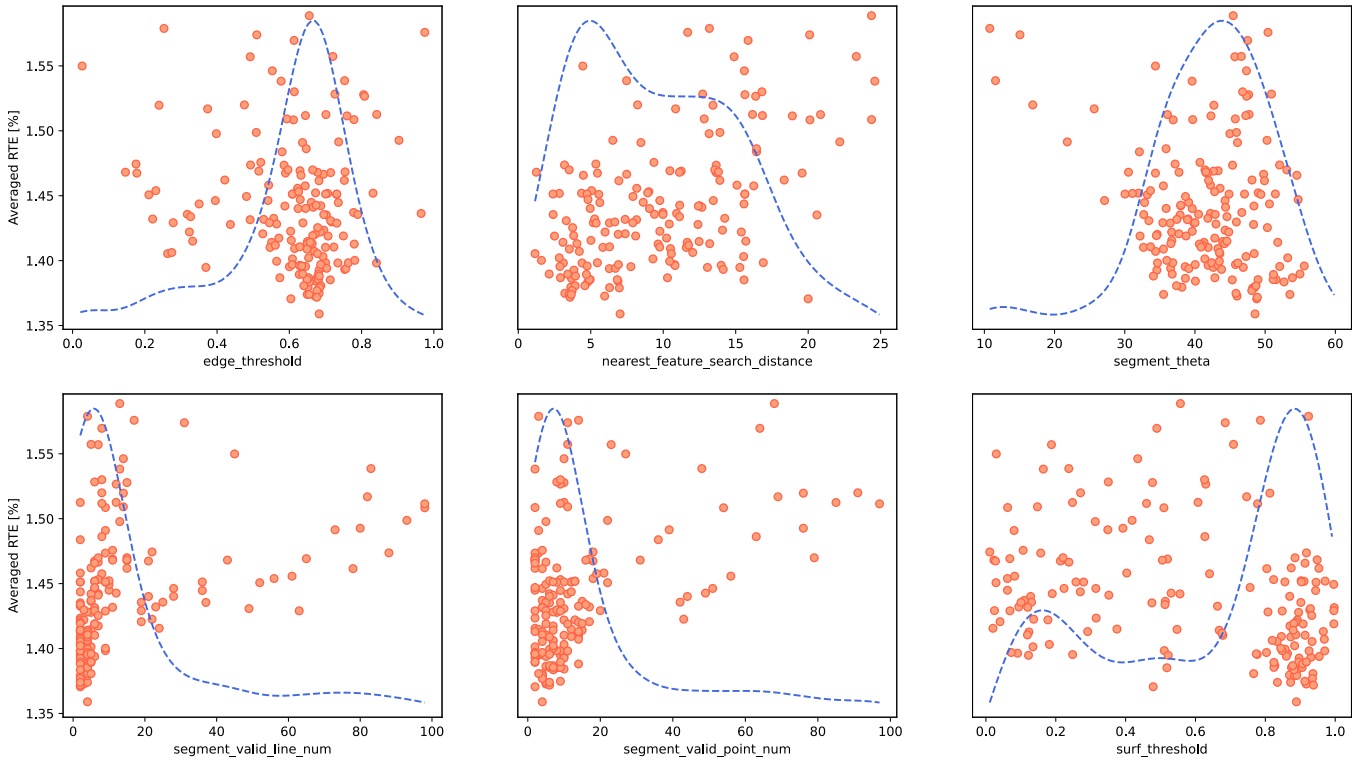 Averaged RTE [%]
1.55
1.50
1.45
1.40
1.35
0.0 0.2 0.4 0.6 0.8 1.0
edge_threshold
0 5 10 15 20 25
nearest_feature_search_distance
10 20 30 40 50 60
segment_theta
Averaged RTE [%]
1.55
1.50
1.45
1.40
1.35
0 20 40 60 80 100
segment_valid_line_num
0 20 40 60 80 100
segment_valid_point_num
0.0 0.2 0.4 0.6 0.8 1.0
surf_threshold